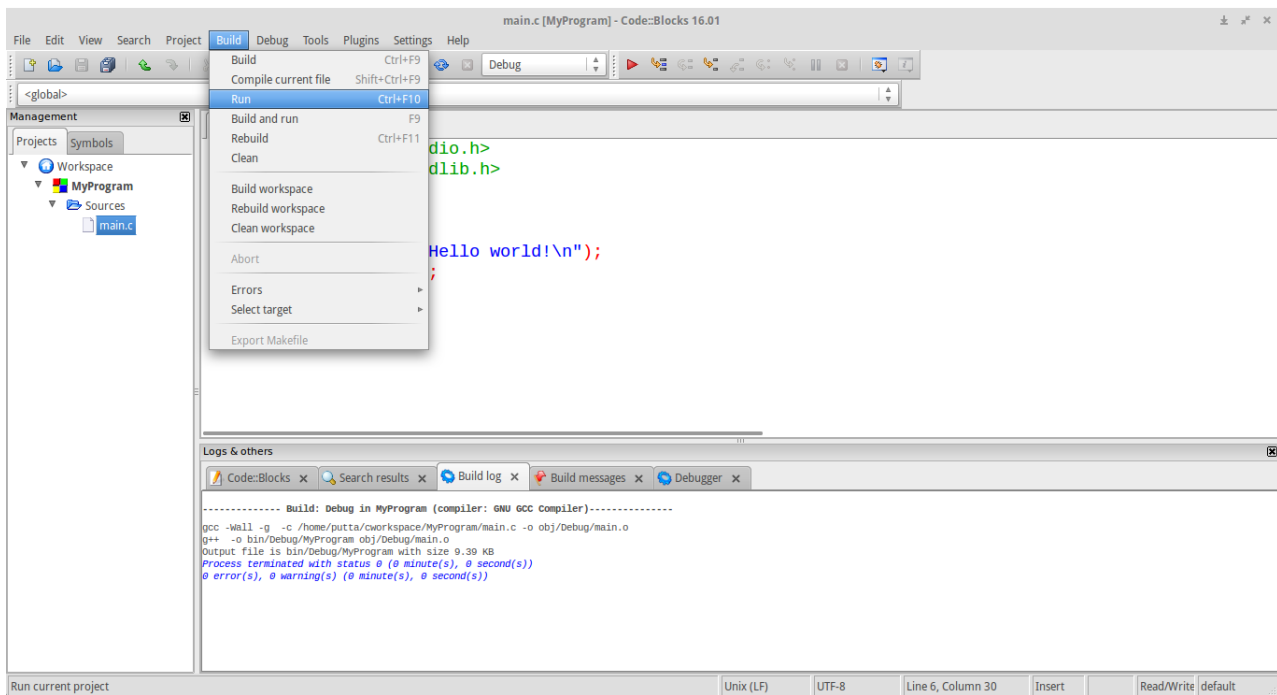 main.c [MyProgram] - Code::Blocks 16.01
File Edit View Search Project Build Debug Tools Plugins Settings Help
Debug
<global>
Build Ctrl+F9
Compile current file Shift+Ctrl+F9
Run Ctrl+F10
Build and run F9
Rebuild Ctrl+F11
Clean
Build workspace
Rebuild workspace
Clean workspace
Abort
Errors
Select target
Export Makefile
Management
Projects Symbols
Workspace
MyProgram
Sources
main.c
dio.h>
dlib.h>
Hello world!\n");
;
Logs & others
Code::Blocks Search results Build log Build messages Debugger
-------------- Build: Debug in MyProgram (compiler: GNU GCC Compiler)---------------
gcc -Wall -g -c /home/putta/cworkspace/MyProgram/main.c -o obj/Debug/main.o
g++ -o bin/Debug/MyProgram obj/Debug/main.o
Output file is bin/Debug/MyProgram with size 9.39 KB
Process terminated with status 0 (0 minute(s), 0 second(s))
0 error(s), 0 warning(s) (0 minute(s), 0 second(s))
Run current project Unix (LF) UTF-8 Line 6, Column 30 Insert Read/Write default